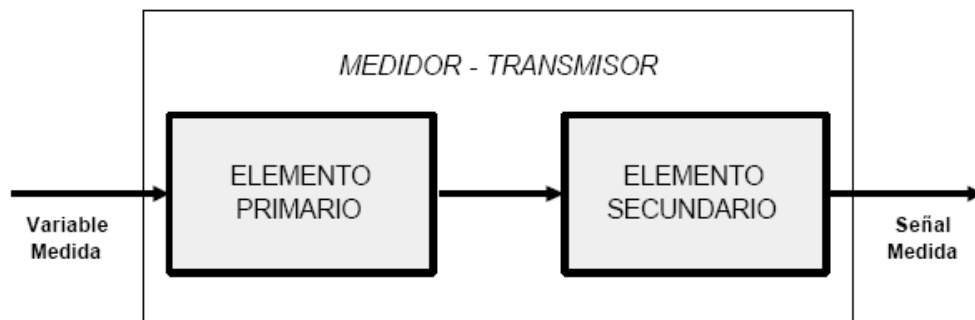 MEDIDOR - TRANSMISOR
ELEMENTO
PRIMARIO
ELEMENTO
SECUNDARIO
Variable
Medida
Señal
Medida